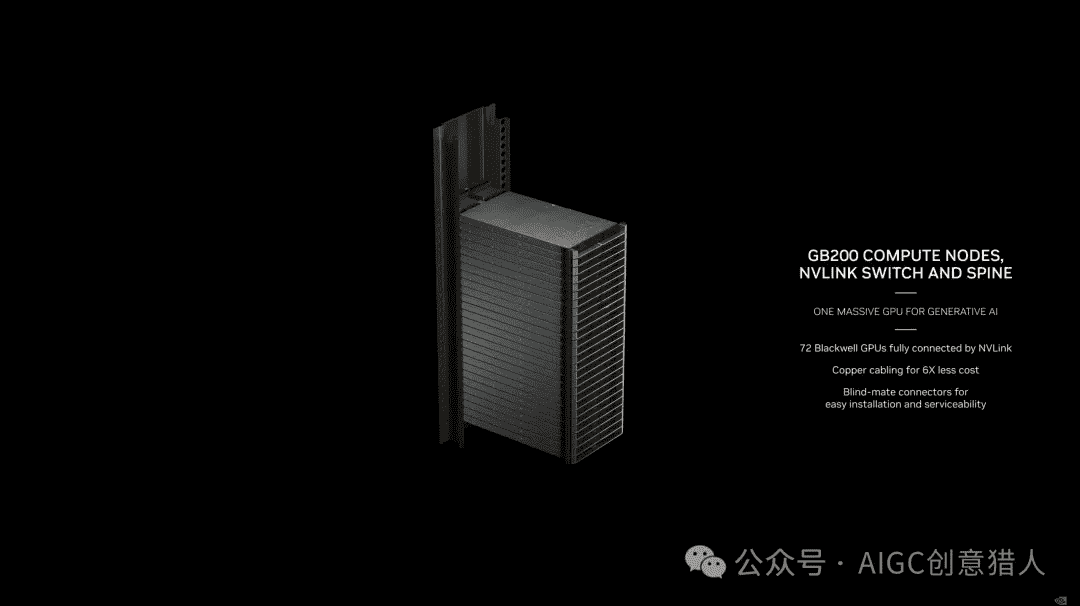 GB200 COMPUTE NODES,
NVLINK SWITCH AND SPINE
ONE MASSIVE GPU FOR GENERATIVE AI
72 Blackwell GPUs fully connected by NVLink
Copper cabling for 6X less cost
Blind-mate connectors for
easy installation and serviceability
公众号 · AIGC创意猎人